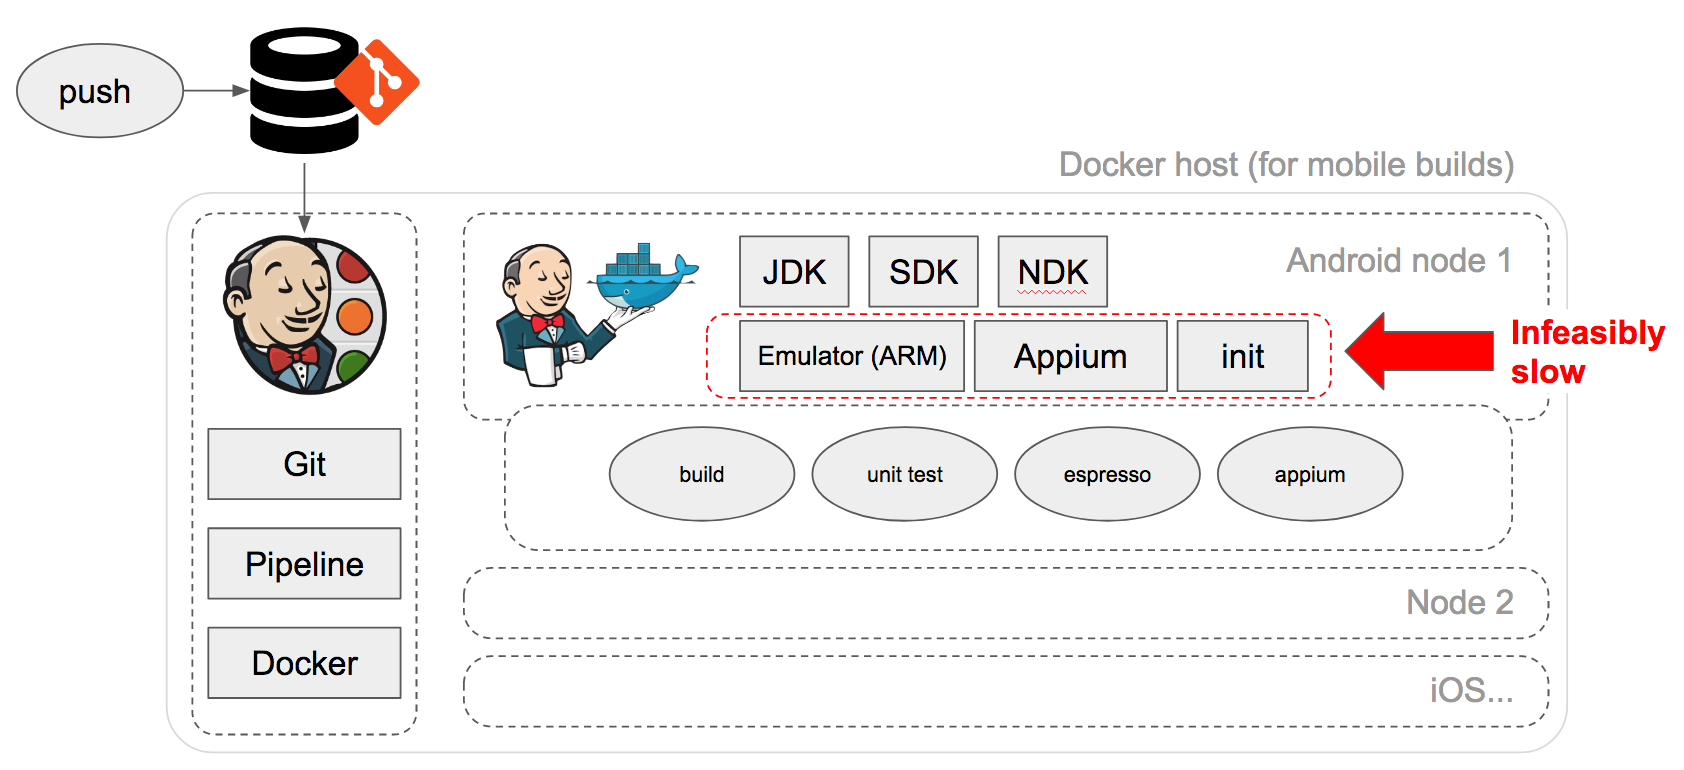 push
Docker host (for mobile builds)
JDK
SDK
NDK
Android node 1
Emulator (ARM)
Appium
init
Infeasibly
slow
Git
Pipeline
Docker
build
unit test
espresso
appium
Node 2
iOS...